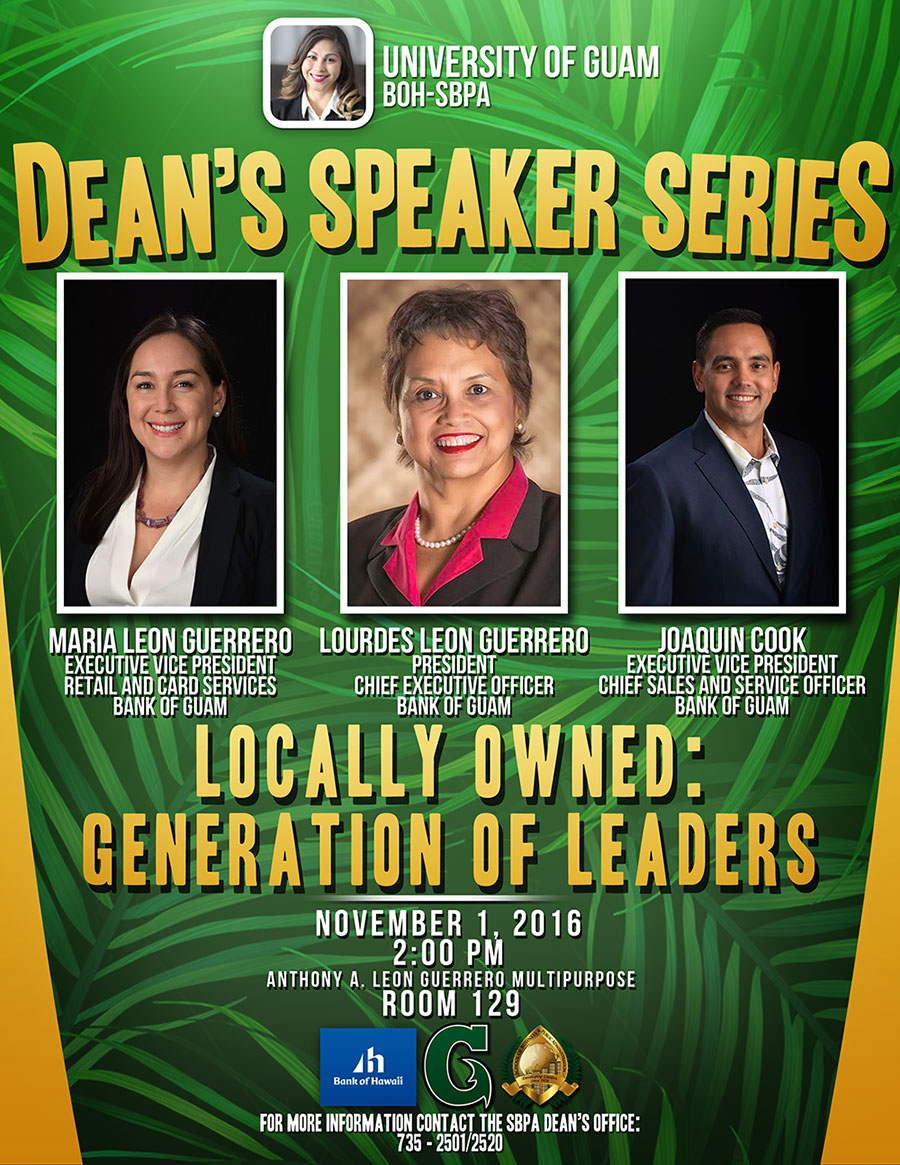 UNIVERSITY OF GUAM
BOH-SBPA
DEAN'S SPEAKER SERIES
MARIA LEON GUERRERO
EXECUTIVE VICE PRESIDENT
RETAIL AND CARD SERVICES
BANK OF GUAM
LOURDES LEON GUERRERO
PRESIDENT
CHIEF EXECUTIVE OFFICER
BANK OF GUAM
JOAQUIN COOK
EXECUTIVE VICE PRESIDENT
CHIEF SALES AND SERVICE OFFICER
BANK OF GUAM
LOCALLY OWNED:
GENERATION OF LEADERS
NOVEMBER 1, 2016
2:00 PM
ANTHONY A. LEON GUERRERO MULTIPURPOSE
ROOM 129
Bank of Hawaii
G
FOR MORE INFORMATION CONTACT THE SBPA DEAN'S OFFICE:
735 - 2501/2520